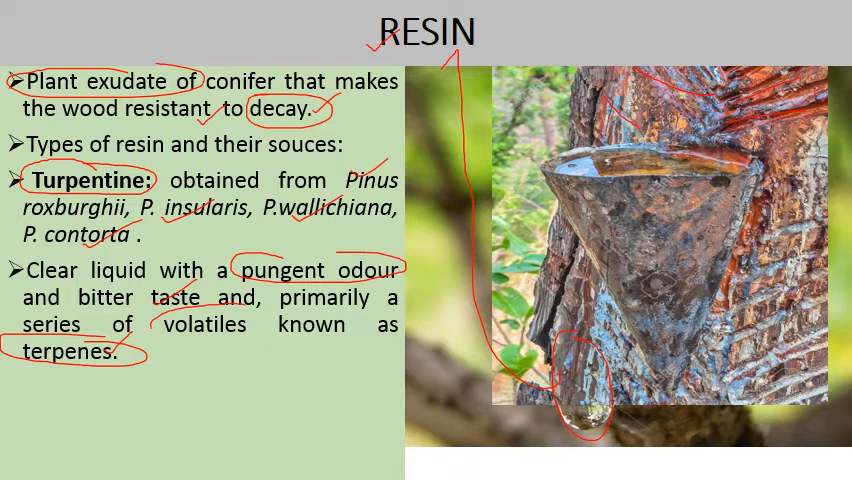 RESIN
➢Plant exudate of conifer that makes
the wood resistant to decay.
➢Types of resin and their souces:
➢ Turpentine: obtained from Pinus
roxburghii, P. insularis, P.wallichiana,
P. contorta .
➢Clear liquid with a pungent odour
and bitter taste and, primarily a
series of volatiles known as
terpenes.